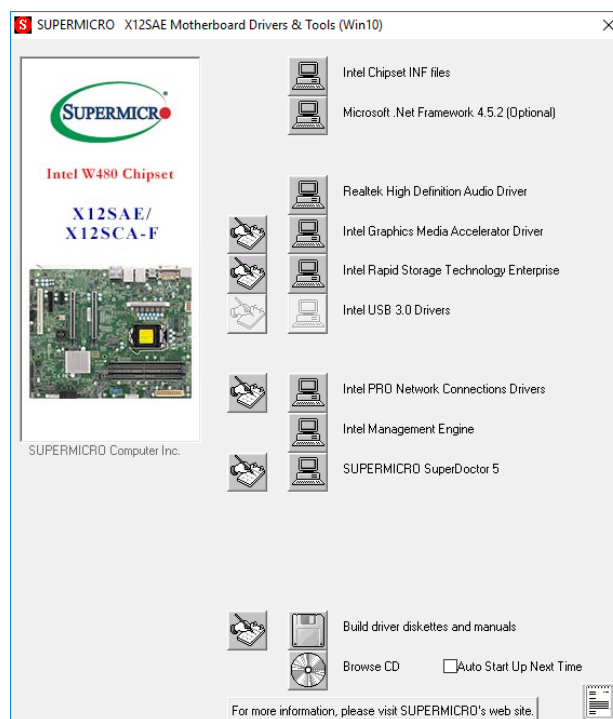 S SUPERMICRO X12SAE Motherboard Drivers & Tools (Win10)
SUPERMICR
Intel W480 Chipset
X12SAE/
X12SCA-F
SUPERMICRO Computer Inc.
Intel Chipset INF files
Microsoft .Net Framework 4.5.2 (Optional)
Realtek High Definition Audio Driver
Intel Graphics Media Accelerator Driver
Intel Rapid Storage Technology Enterprise
Intel USB 3.0 Drivers
Intel PRO Network Connections Drivers
Intel Management Engine
SUPERMICRO SuperDoctor 5
Build driver diskettes and manuals
Browse CD Auto Start Up Next Time
For more information, please visit SUPERMICRO's web site.